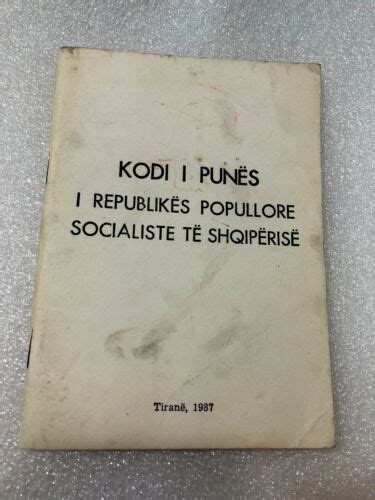 KODI I PUNËS
I REPUBLIKËS POPULLORE
SOCIALISTE TË SHQIPËRISË
Tiranë, 1987